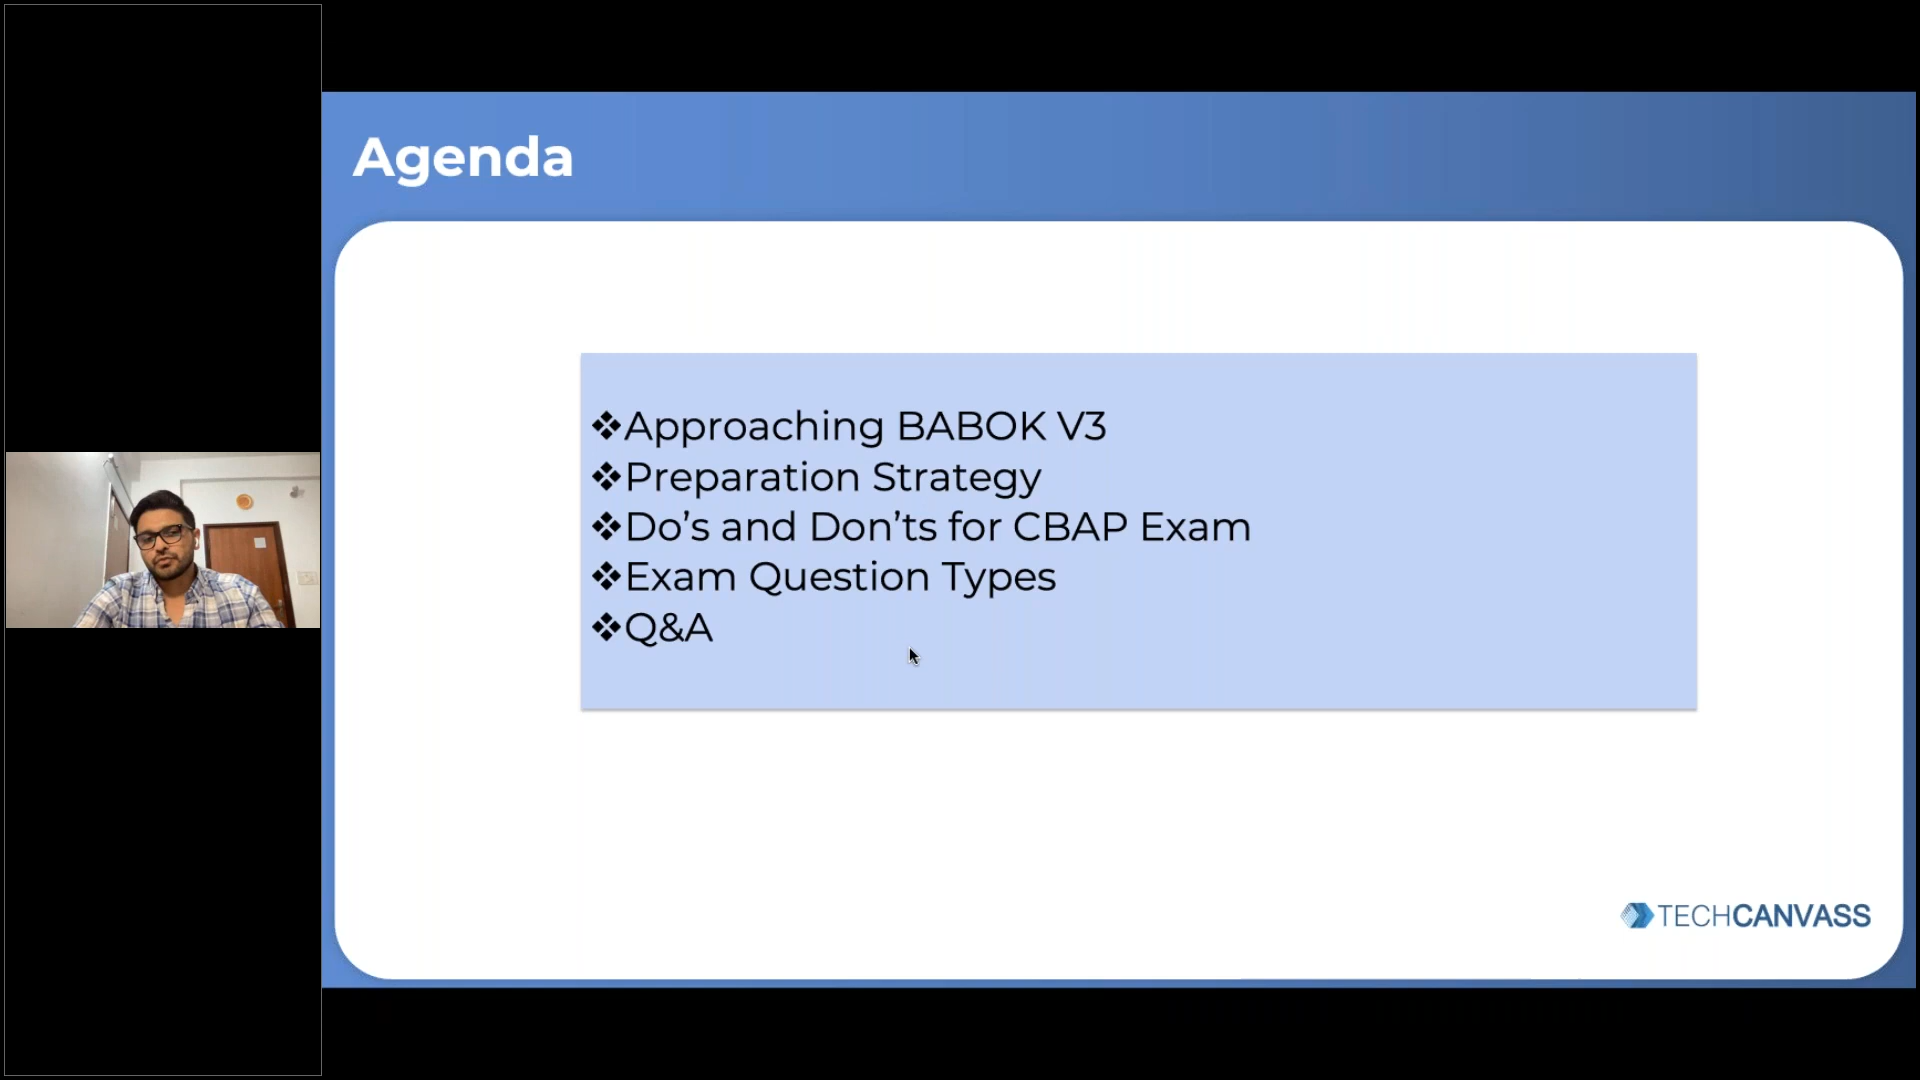 Agenda
❖Approaching BABOK V3
❖Preparation Strategy
❖Do’s and Don’ts for CBAP Exam
❖Exam Question Types
❖Q&A
TECHCANVASS